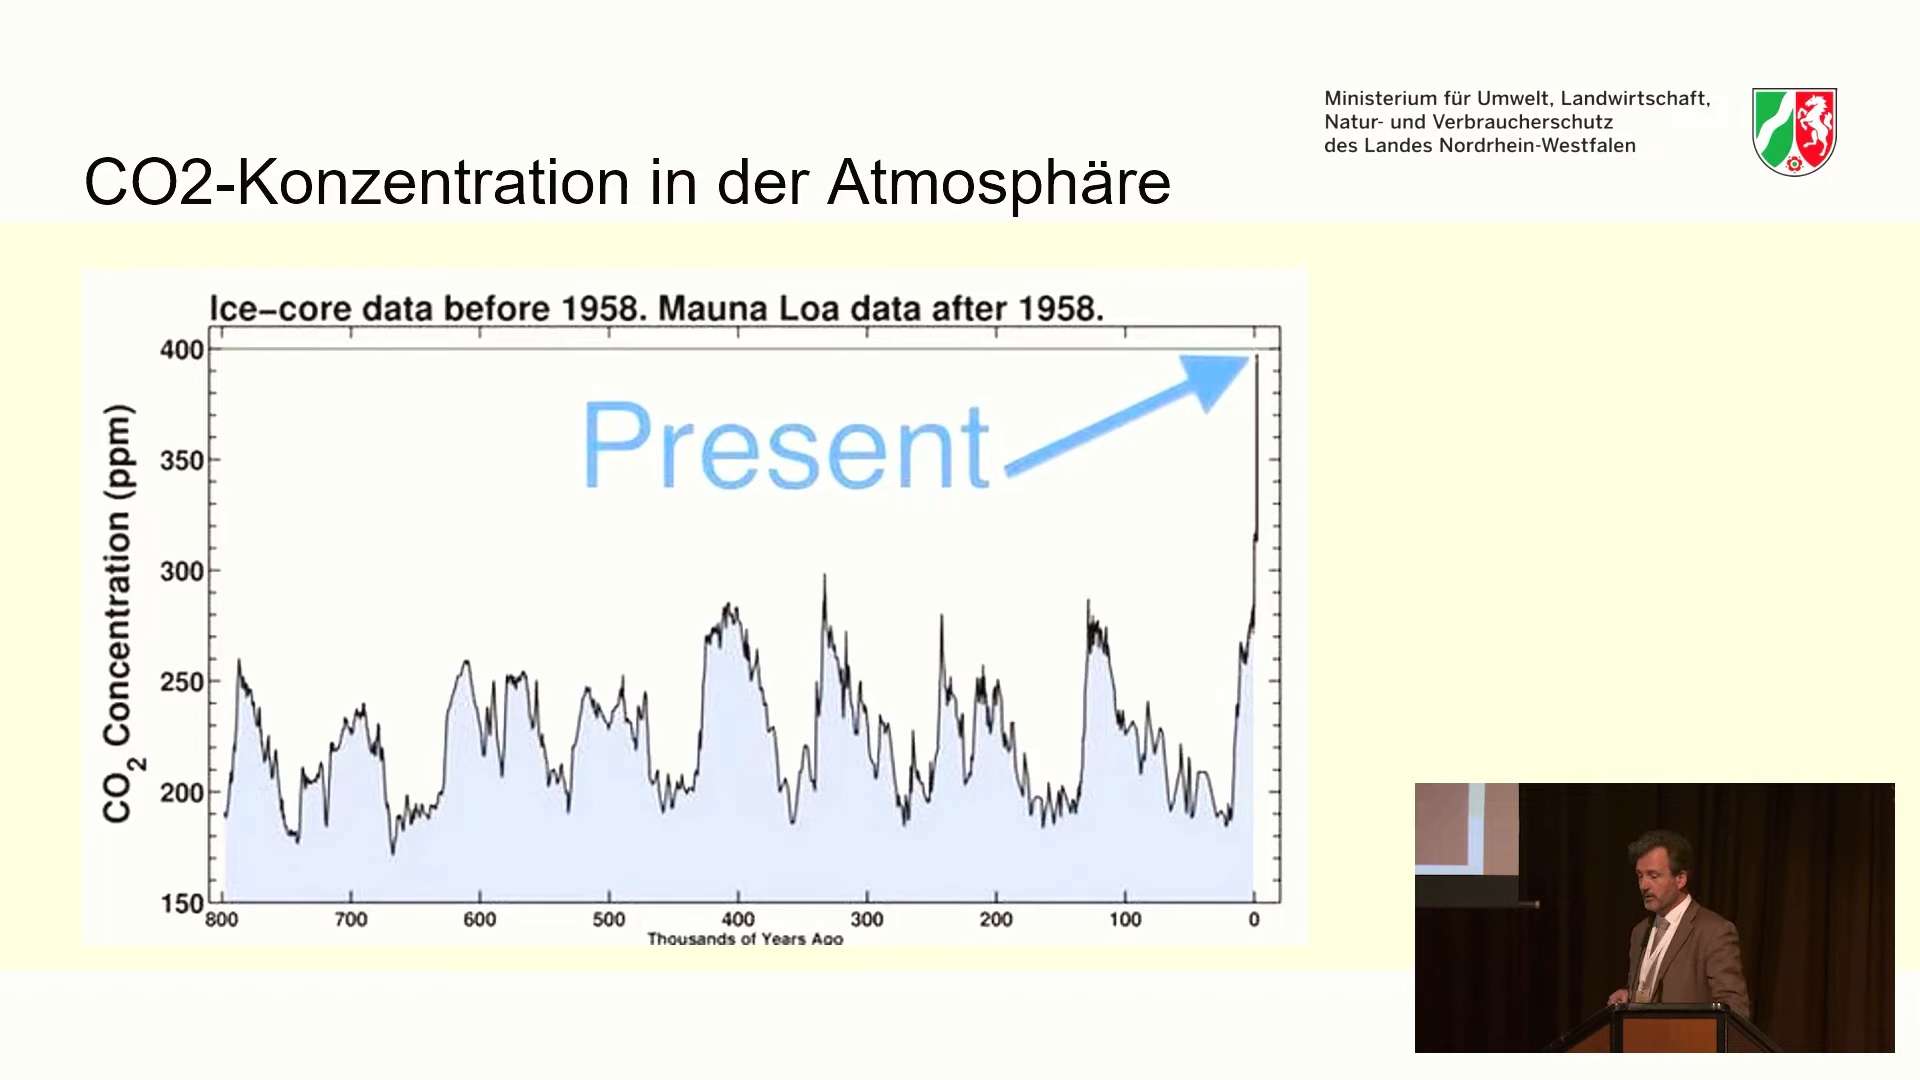 Ministerium für Umwelt, Landwirtschaft,
Natur- und Verbraucherschutz
des Landes Nordrhein-Westfalen
CO2-Konzentration in der Atmosphäre
Ice-core data before 1958. Mauna Loa data after 1958.
CO2 Concentration (ppm)
400
350
300
250
200
150
Present
800 700 600 500 400 300 200 100 0
Thousands of Years Ago